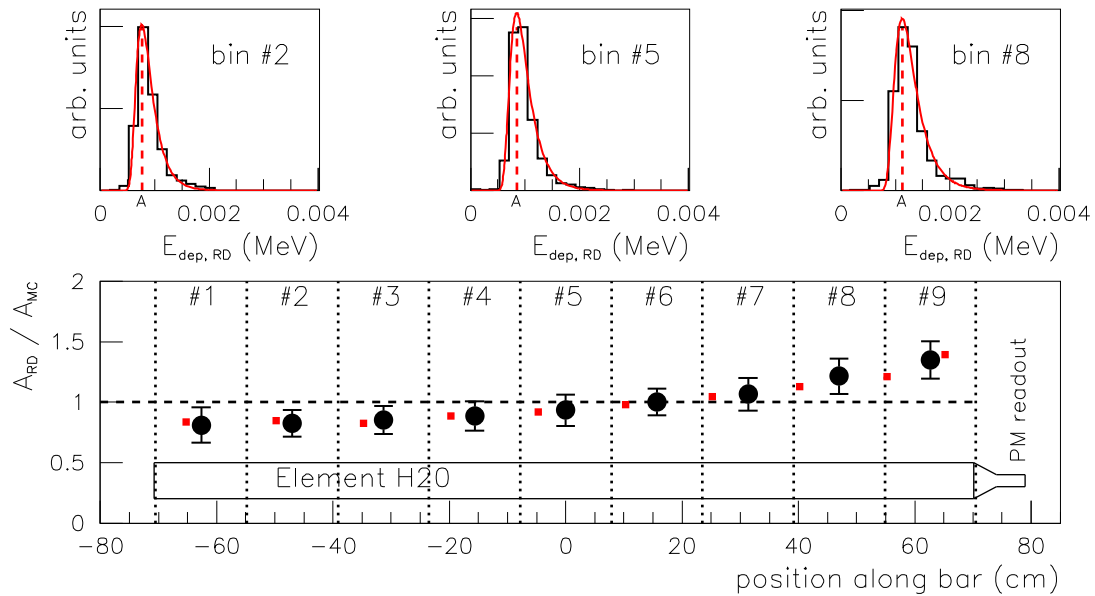 arb. units
bin #2
0
A
0.002
0.004
E_dep, RD (MeV)
arb. units
bin #5
0
A
0.002
0.004
E_dep, RD (MeV)
arb. units
bin #8
0
A
0.002
0.004
E_dep, RD (MeV)
A_RD / A_MC
2
1.5
1
0.5
0
#1 #2 #3 #4 #5 #6 #7 #8 #9
PM readout
Element H20
−80 −60 −40 −20 0 20 40 60 80
position along bar (cm)